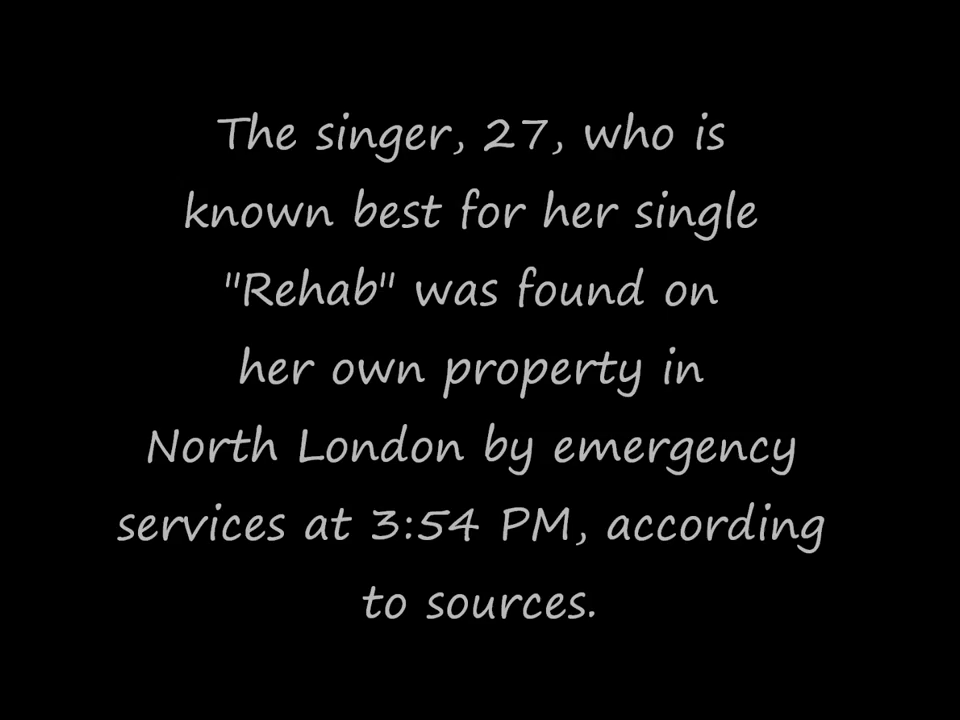 The singer, 27, who is
known best for her single
"Rehab" was found on
her own property in
North London by emergency
services at 3:54 PM, according
to sources.